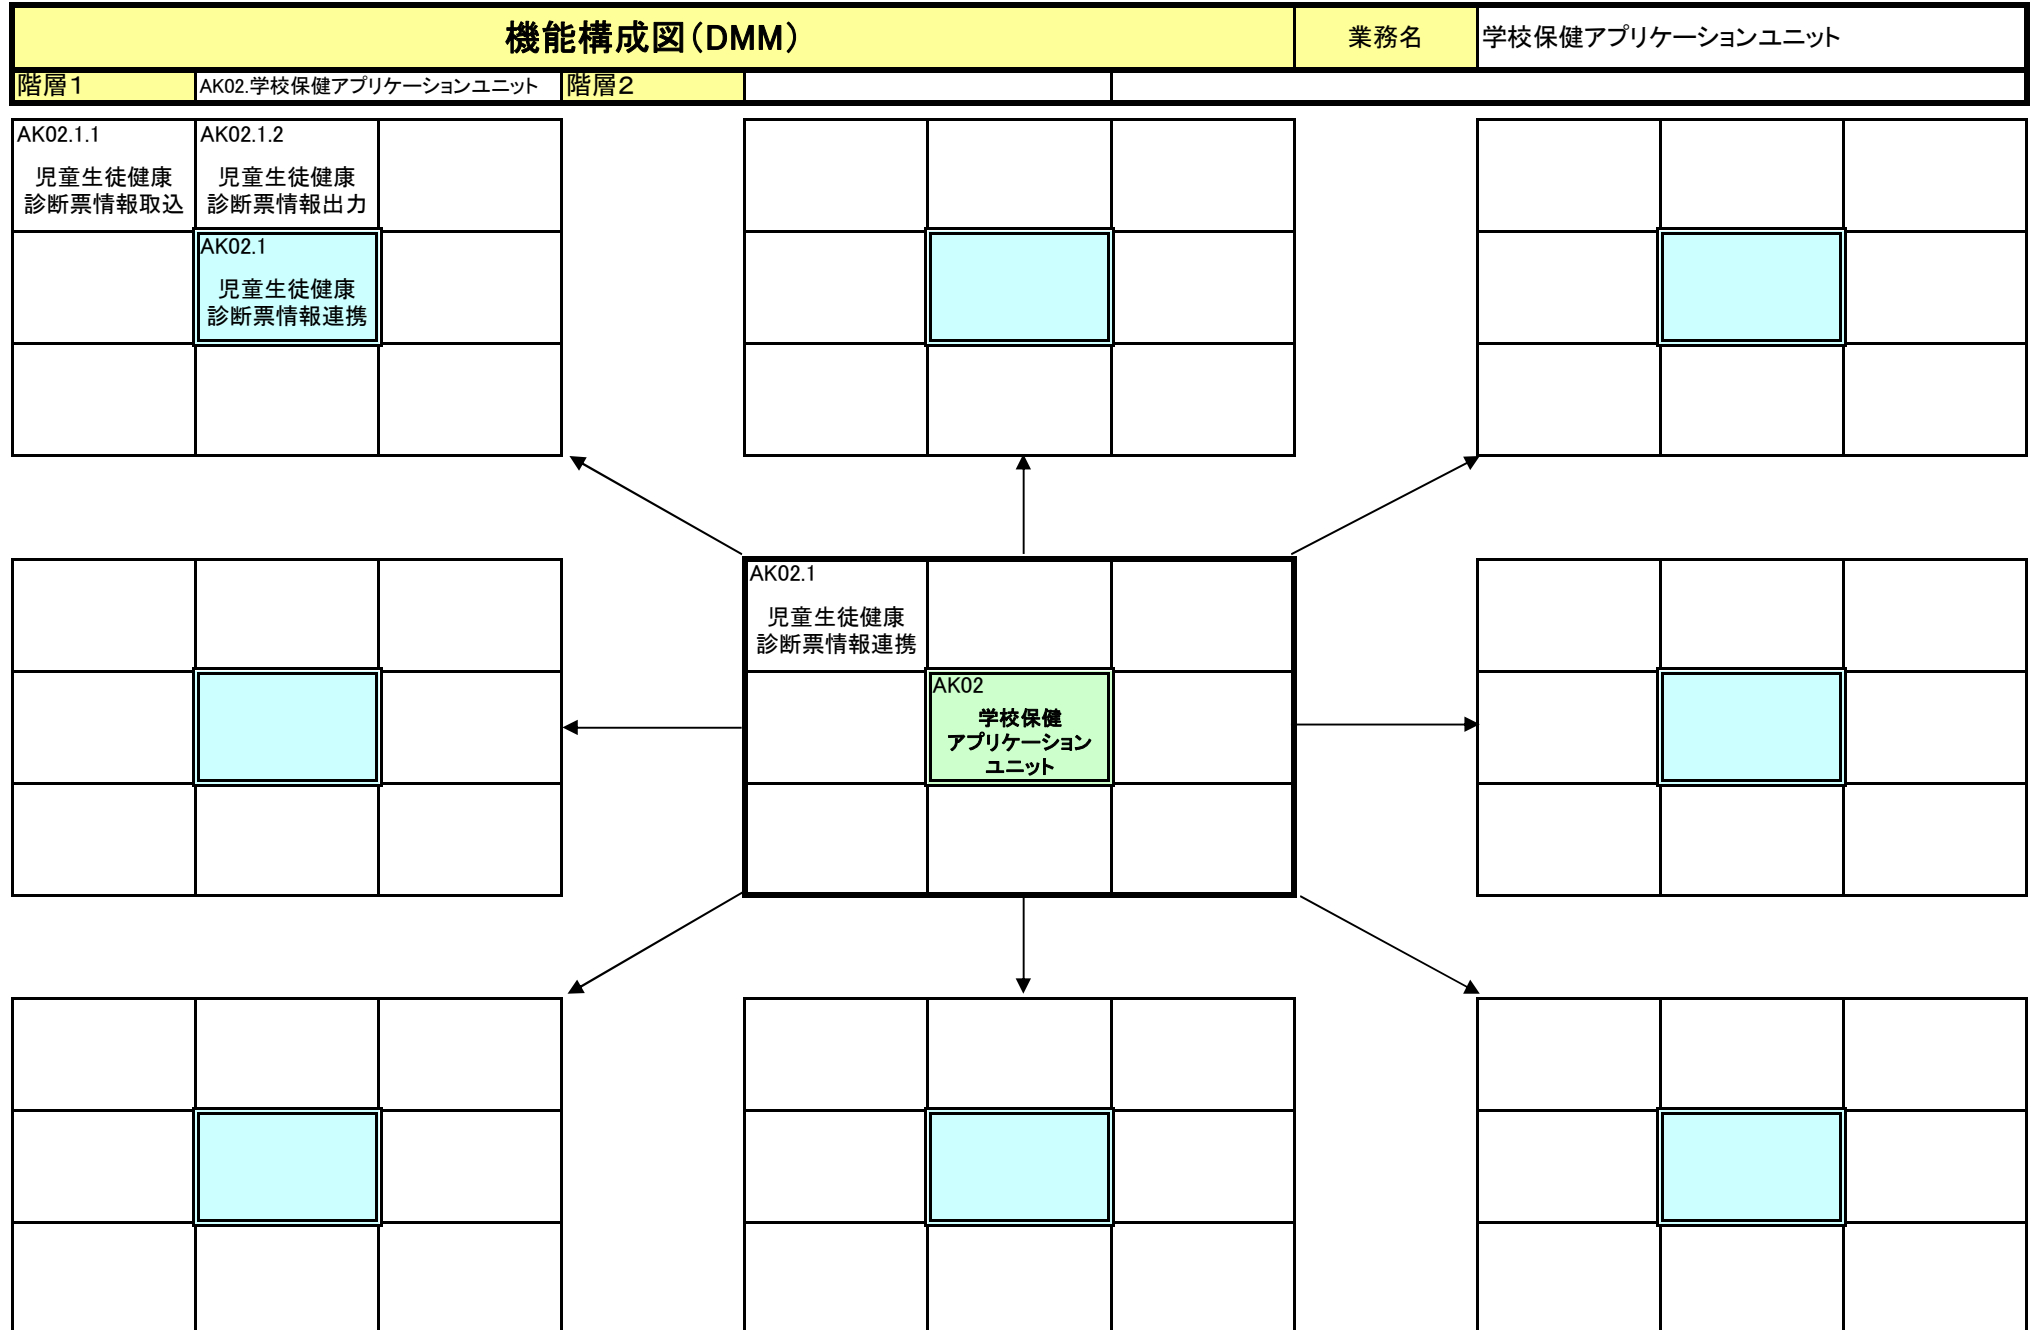 機能構成図(DMM)
業務名
学校保健アプリケーションユニット
階層1
AK02.学校保健アプリケーションユニット
階層2
AK02.1.1
児童生徒健康
診断票情報取込
AK02.1.2
児童生徒健康
診断票情報出力
AK02.1
児童生徒健康
診断票情報連携
AK02.1
児童生徒健康
診断票情報連携
AK02
学校保健
アプリケーション
ユニット